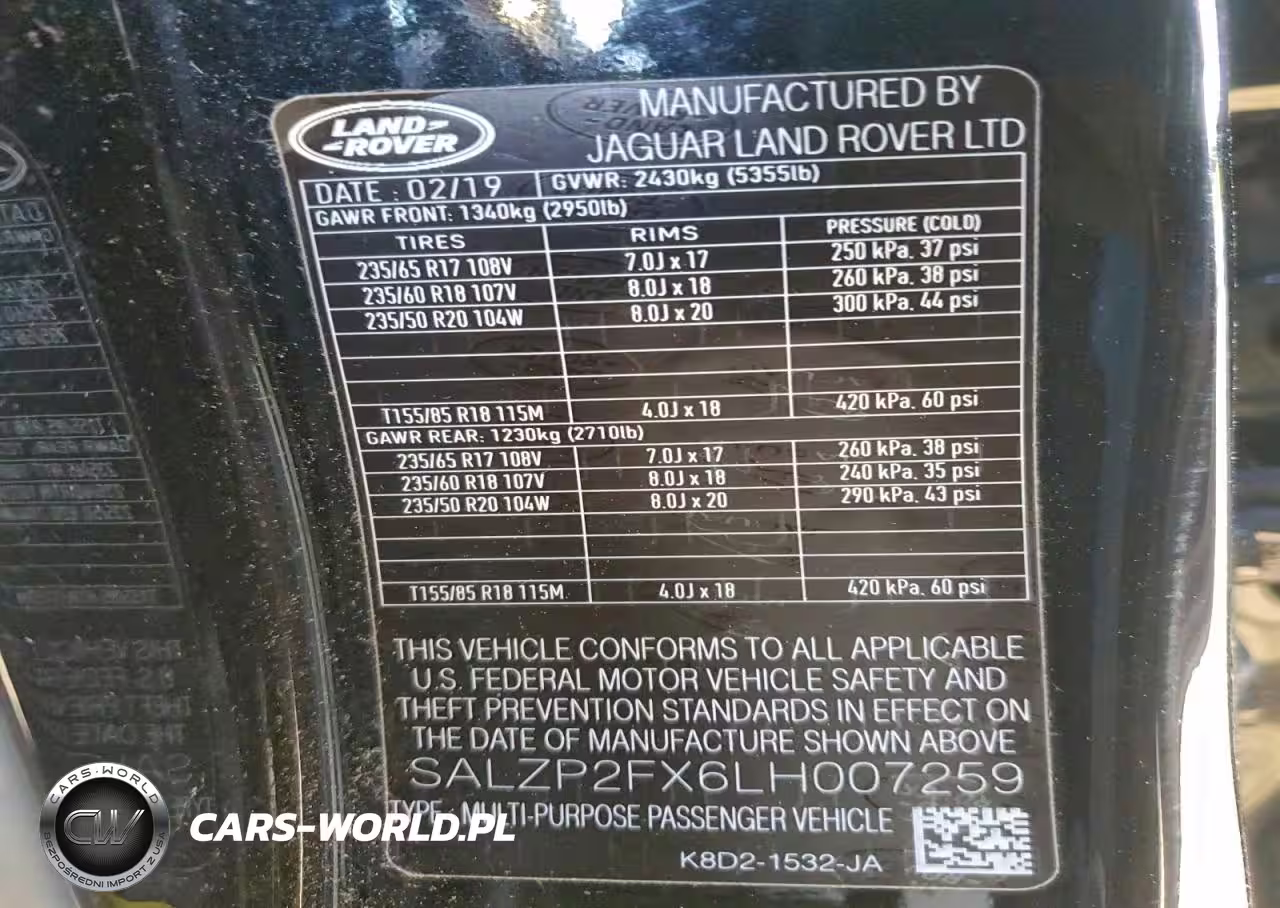 LAND-
-ROVER
MANUFACTURED BY
JAGUAR LAND ROVER LTD
DATE : 02/19 GVWR: 2430kg (5355lb)
GAWR FRONT: 1340kg (2950lb)
TIRES RIMS PRESSURE (COLD)
235/65 R17 108V 7.0J x 17 250 kPa. 37 psi
235/60 R18 107V 8.0J x 18 260 kPa. 38 psi
235/50 R20 104W 8.0J x 20 300 kPa. 44 psi
T155/85 R18 115M 4.0J x 18 420 kPa. 60 psi
GAWR REAR: 1230kg (2710lb)
235/65 R17 108V 7.0J x 17 260 kPa. 38 psi
235/60 R18 107V 8.0J x 18 240 kPa. 35 psi
235/50 R20 104W 8.0J x 20 290 kPa. 43 psi
T155/85 R18 115M 4.0J x 18 420 kPa. 60 psi
THIS VEHICLE CONFORMS TO ALL APPLICABLE
U.S. FEDERAL MOTOR VEHICLE SAFETY AND
THEFT PREVENTION STANDARDS IN EFFECT ON
THE DATE OF MANUFACTURE SHOWN ABOVE
SALZP2FX6LH007259
TYPE : MULTI-PURPOSE PASSENGER VEHICLE
K8D2-1532-JA
CARS-WORLD
CW
BEZPOŚREDNI IMPORT Z USA
CARS-WORLD.PL